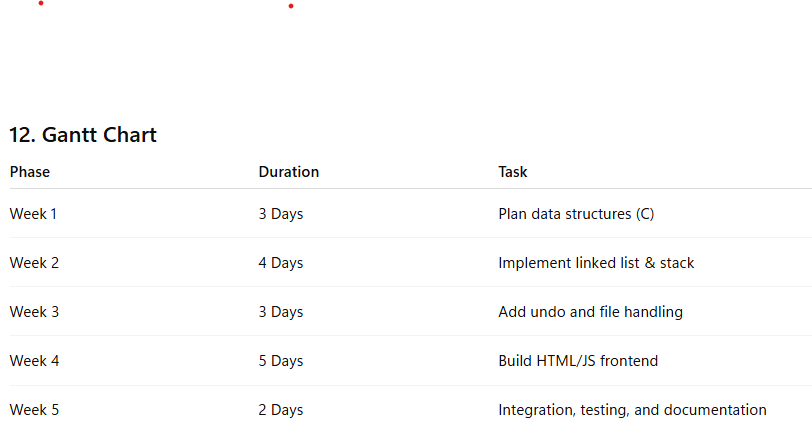 12. Gantt Chart
Phase Duration Task
Week 1 3 Days Plan data structures (C)
Week 2 4 Days Implement linked list & stack
Week 3 3 Days Add undo and file handling
Week 4 5 Days Build HTML/JS frontend
Week 5 2 Days Integration, testing, and documentation